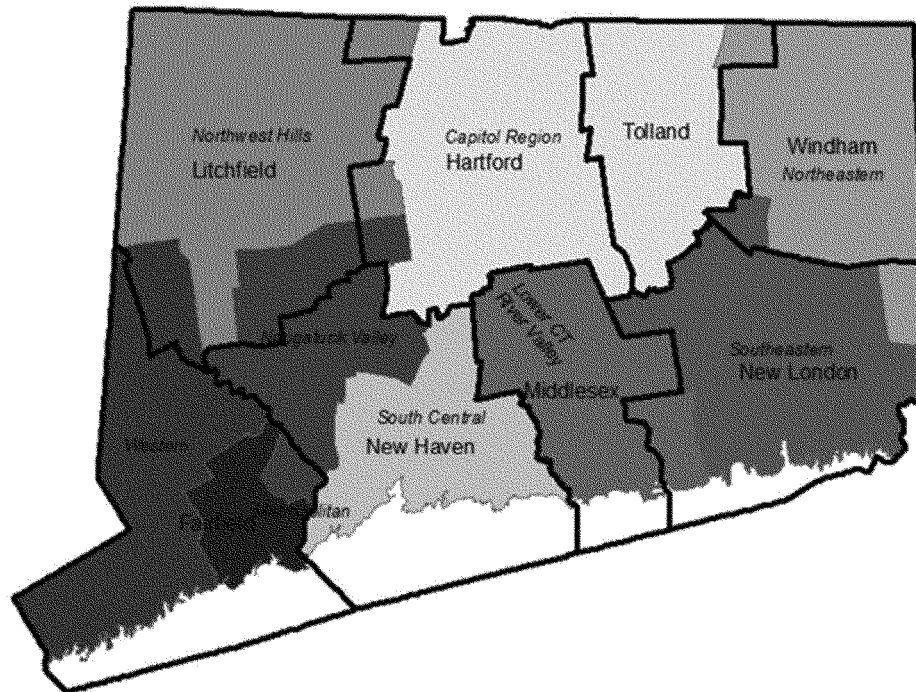 Northwest Hills
Litchfield
Capitol Region
Hartford
Tolland
Windham
Northeastern
Lower CT
River Valley
Middlesex
Naugatuck Valley
Southeastern
New London
South Central
New Haven
Western
Fairfield